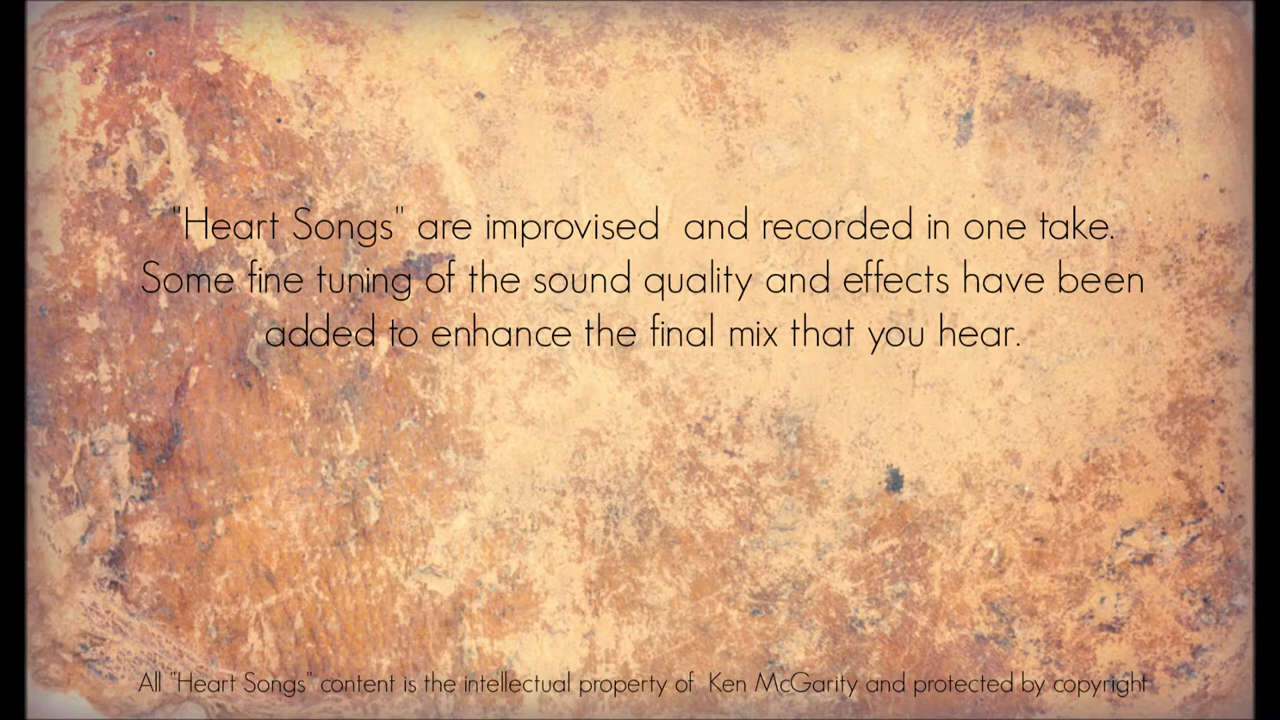 "Heart Songs" are improvised  and recorded in one take.
Some fine tuning of the sound quality and effects have been
added to enhance the final mix that you hear.
All "Heart Songs" content is the intellectual property of  Ken McGarity and protected by copyright